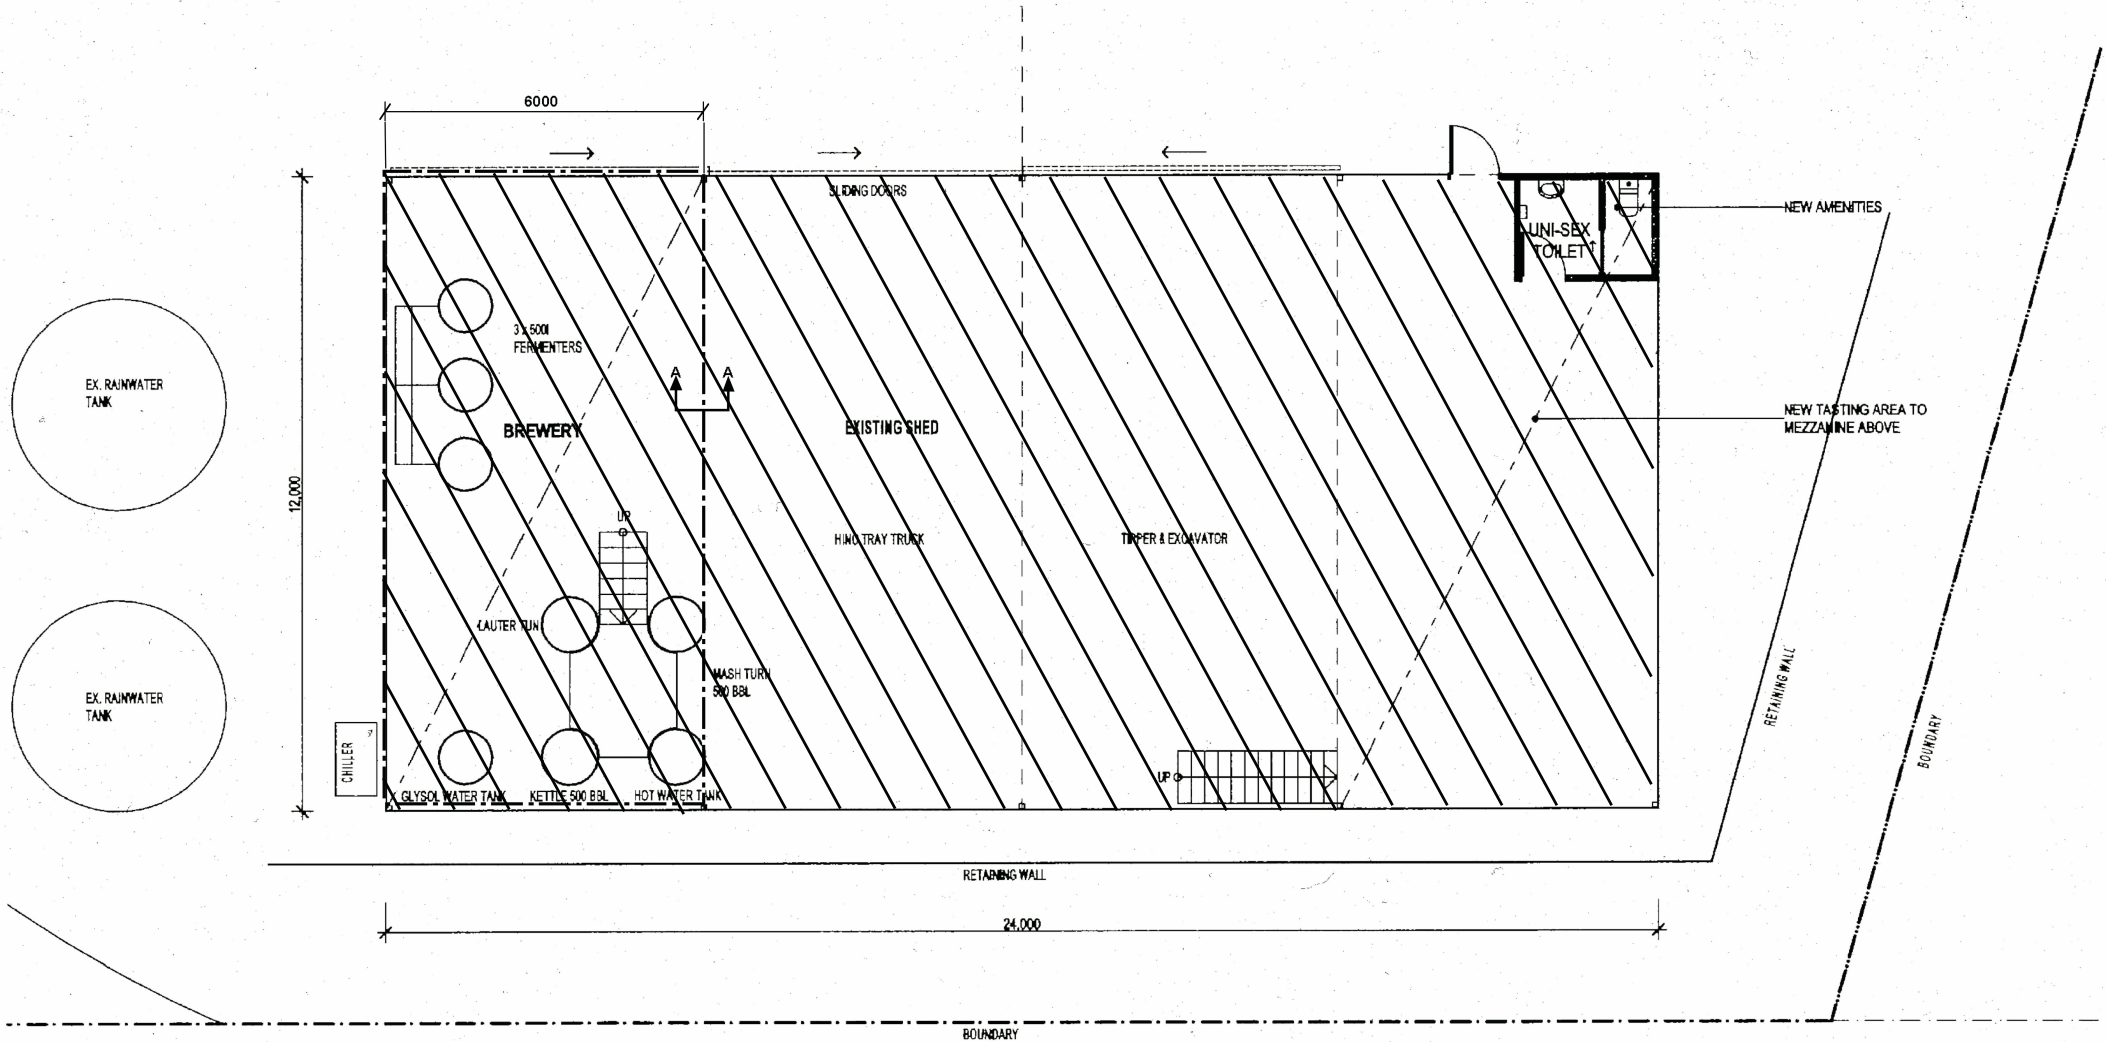 6000
SLIDING DOORS
NEW AMENITIES
UNI-SEX
TOILET
3 x 500l
FERMENTERS
EX. RAINWATER
TANK
A A
NEW TASTING AREA TO
MEZZANINE ABOVE
BREWERY
EXISTING SHED
12,000
UP
HINO TRAY TRUCK
TIPPER & EXCAVATOR
LAUTER TUN
MASH TURN
500 BBL
RETAINING WALL
BOUNDARY
EX. RAINWATER
TANK
CHILLER
UP
GLYSOL WATER TANK
KETTLE 500 BBL
HOT WATER TANK
RETAINING WALL
24,000
BOUNDARY